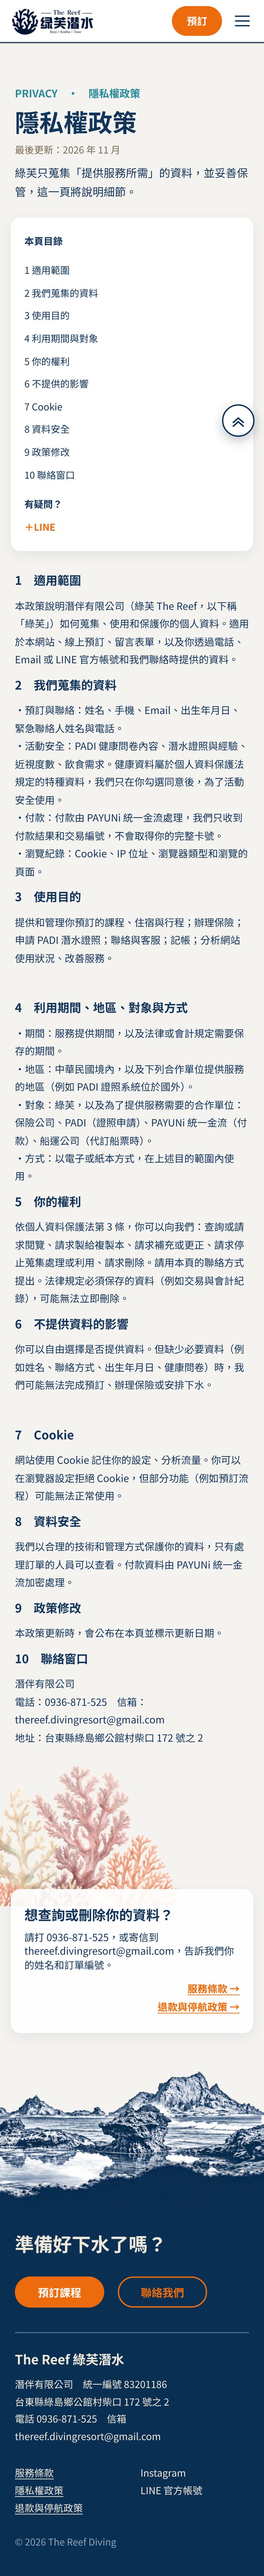 The Reef
綠芙潛水
Stay | Scuba | Tour
預訂
PRIVACY ・ 隱私權政策
隱私權政策
最後更新：2026 年 11 月
綠芙只蒐集「提供服務所需」的資料，並妥善保
管，這一頁將說明細節。
本頁目錄
1 適用範圍
2 我們蒐集的資料
3 使用目的
4 利用期間與對象
5 你的權利
6 不提供的影響
7 Cookie
8 資料安全
9 政策修改
10 聯絡窗口
有疑問？
＋LINE
1 適用範圍
本政策說明潛伴有限公司（綠芙 The Reef，以下稱
「綠芙」）如何蒐集、使用和保護你的個人資料。適用
於本網站、線上預訂、留言表單，以及你透過電話、
Email 或 LINE 官方帳號和我們聯絡時提供的資料。
2 我們蒐集的資料
・預訂與聯絡：姓名、手機、Email、出生年月日、
緊急聯絡人姓名與電話。
・活動安全：PADI 健康問卷內容、潛水證照與經驗、
近視度數、飲食需求。健康資料屬於個人資料保護法
規定的特種資料，我們只在你勾選同意後，為了活動
安全使用。
・付款：付款由 PAYUNi 統一金流處理，我們只收到
付款結果和交易編號，不會取得你的完整卡號。
・瀏覽紀錄：Cookie、IP 位址、瀏覽器類型和瀏覽的
頁面。
3 使用目的
提供和管理你預訂的課程、住宿與行程；辦理保險；
申請 PADI 潛水證照；聯絡與客服；記帳；分析網站
使用狀況、改善服務。
4 利用期間、地區、對象與方式
・期間：服務提供期間，以及法律或會計規定需要保
存的期間。
・地區：中華民國境內，以及下列合作單位提供服務
的地區（例如 PADI 證照系統位於國外）。
・對象：綠芙，以及為了提供服務需要的合作單位：
保險公司、PADI（證照申請）、PAYUNi 統一金流（付
款）、船運公司（代訂船票時）。
・方式：以電子或紙本方式，在上述目的範圍內使
用。
5 你的權利
依個人資料保護法第 3 條，你可以向我們：查詢或請
求閱覽、請求製給複製本、請求補充或更正、請求停
止蒐集處理或利用、請求刪除。請用本頁的聯絡方式
提出。法律規定必須保存的資料（例如交易與會計紀
錄），可能無法立即刪除。
6 不提供資料的影響
你可以自由選擇是否提供資料。但缺少必要資料（例
如姓名、聯絡方式、出生年月日、健康問卷）時，我
們可能無法完成預訂、辦理保險或安排下水。
7 Cookie
網站使用 Cookie 記住你的設定、分析流量。你可以
在瀏覽器設定拒絕 Cookie，但部分功能（例如預訂流
程）可能無法正常使用。
8 資料安全
我們以合理的技術和管理方式保護你的資料，只有處
理訂單的人員可以查看。付款資料由 PAYUNi 統一金
流加密處理。
9 政策修改
本政策更新時，會公布在本頁並標示更新日期。
10 聯絡窗口
潛伴有限公司
電話：0936-871-525 信箱：
thereef.divingresort@gmail.com
地址：台東縣綠島鄉公館村柴口 172 號之 2
想查詢或刪除你的資料？
請打 0936-871-525，或寄信到
thereef.divingresort@gmail.com，告訴我們你
的姓名和訂單編號。
服務條款 →
退款與停航政策 →
準備好下水了嗎？
預訂課程
聯絡我們
The Reef 綠芙潛水
潛伴有限公司 統一編號 83201186
台東縣綠島鄉公館村柴口 172 號之 2
電話 0936-871-525 信箱
thereef.divingresort@gmail.com
服務條款
隱私權政策
退款與停航政策
Instagram
LINE 官方帳號
© 2026 The Reef Diving